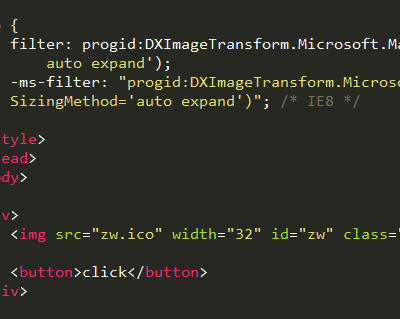 {
filter: progid:DXImageTransform.Microsoft.Ma
auto expand');
-ms-filter: "progid:DXImageTransform.Microso
SizingMethod='auto expand')"; /* IE8 */
tyle>
ead>
ody>
v>
<img src="zw.ico" width="32" id="zw" class="
<button>click</button>
iv>